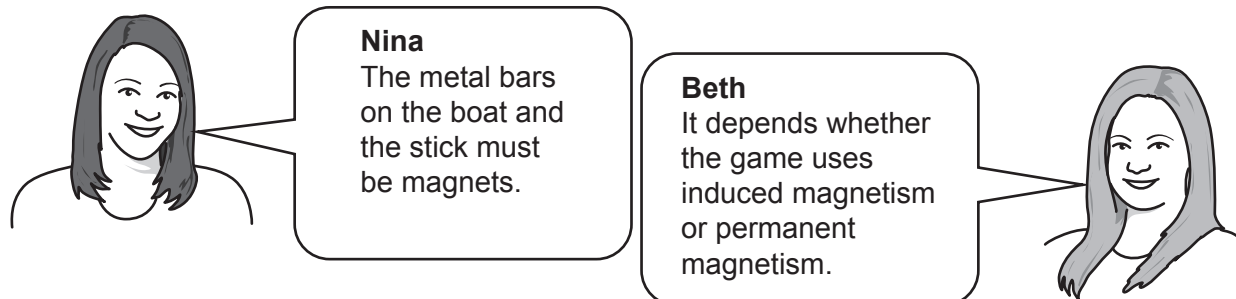 Nina
The metal bars
on the boat and
the stick must
be magnets.
Beth
It depends whether
the game uses
induced magnetism
or permanent
magnetism.